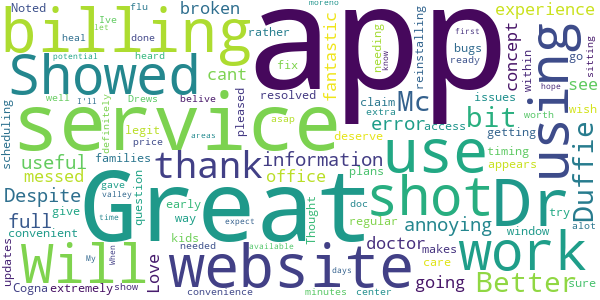 Noted
Ive
flu
broken
rather
moreno
experience
let
done
heard
cant
fantastic
needing
know
first
billing
app
reinstalling
concept
using
go
sitting
potential
heal
fix
bugs
ready
within
hope
Showed
well
I'll
Drews
belive
resolved
claim
extra
Mc
issues
see
wish
scheduling
definitely
legit
price
pleased
asap
deserve
error
access
bit
worth
service
useful
messed
families
areas
thank
information
plans
use
getting
timing
appears
Duffie
Despite
question
gave
valley
early
way
office
doc
regular
annoying
window
try
full
give
time
Great
Thought
shot
Dr
alot
convenient
kids
expect
available.
doctor
makes
work
updates
Will
My
When
Love
needed
website
days
going
care
Better
sure
Cogna
extremely
show
convenience
minutes
center